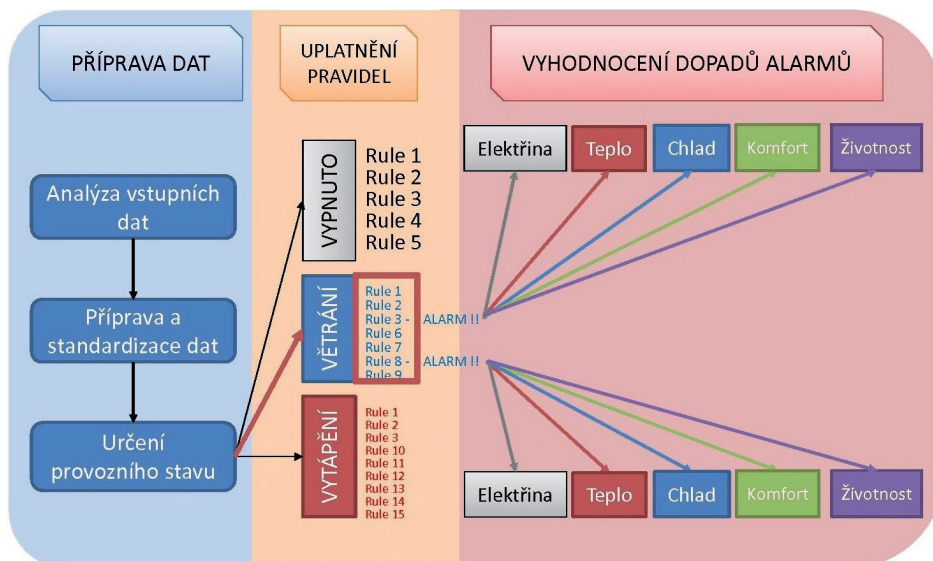 PŘÍPRAVA DAT
UPLATNĚNÍ
PRAVIDEL
VYHODNOCENÍ DOPADŮ ALARMŮ
Analýza vstupních
dat
Příprava a
standardizace dat
Určení
provozního stavu
VYPNUTO
Rule 1
Rule 2
Rule 3
Rule 4
Rule 5
VĚTRÁNÍ
Rule 1
Rule 2
Rule 3 - ALARM !!
Rule 6
Rule 7
Rule 8 - ALARM !!
Rule 9
VYTÁPĚNÍ
Rule 1
Rule 2
Rule 3
Rule 10
Rule 11
Rule 12
Rule 13
Rule 14
Rule 15
Elektřina
Teplo
Chlad
Komfort
Životnost
Elektřina
Teplo
Chlad
Komfort
Životnost